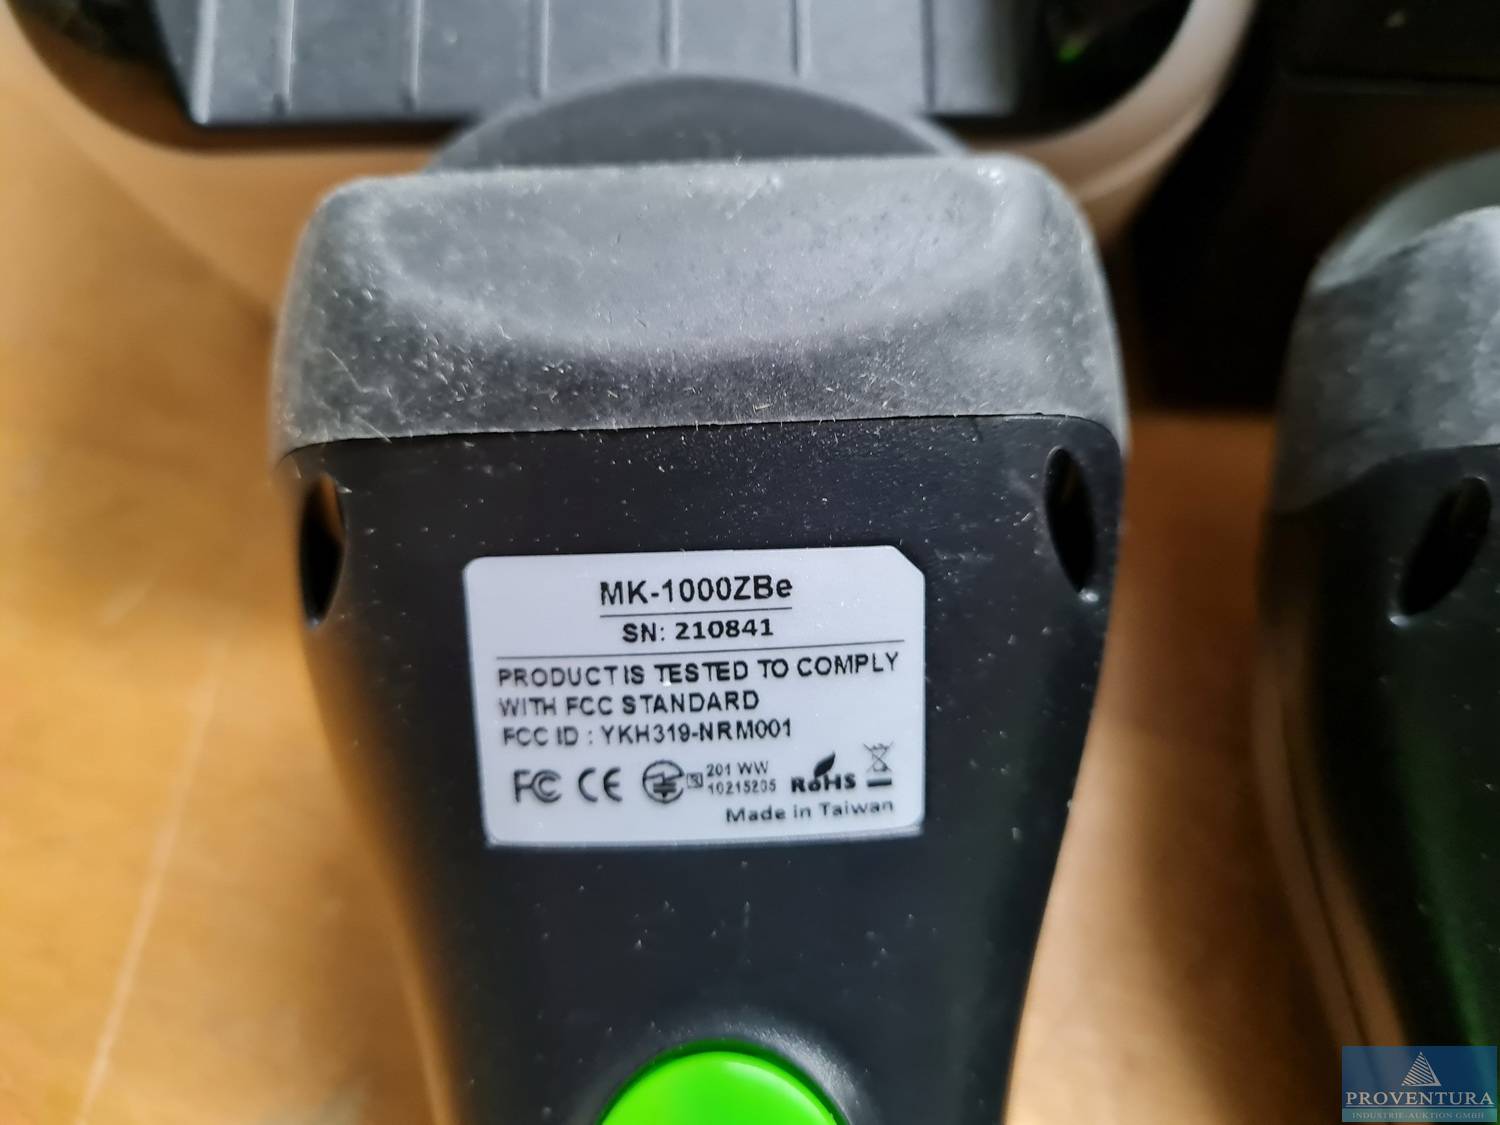 MK-1000ZBe
SN: 210841
PRODUCT IS TESTED TO COMPLY
WITH FCC STANDARD
FCC ID : YKH319-NRM001
FC CE R 201 WW
10215205 RoHS
Made in Taiwan
PROVENTURA
INDUSTRIE-AUKTION GMBH